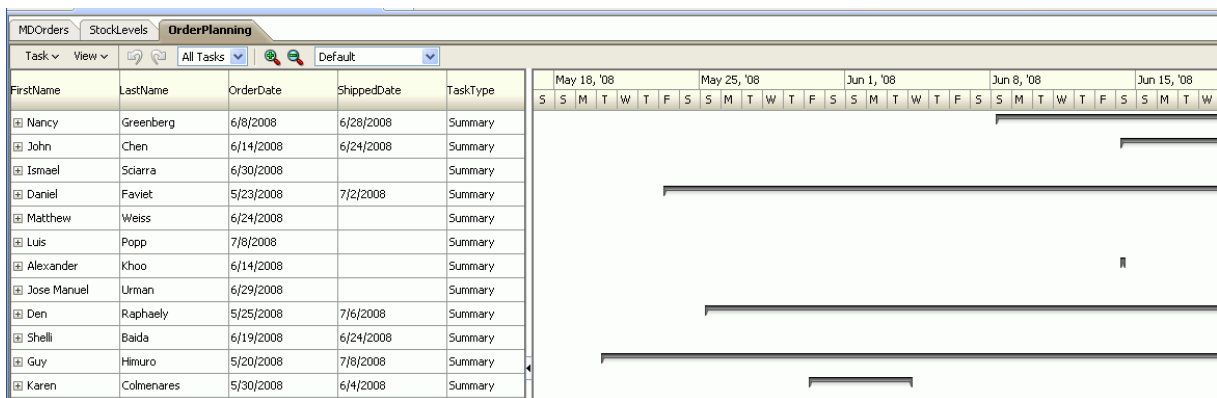 MDOrders StockLevels OrderPlanning
Task View All Tasks Default
FirstName LastName OrderDate ShippedDate TaskType
May 18, '08 May 25, '08 Jun 1, '08 Jun 8, '08 Jun 15, '08
S S M T W T F S S M T W T F S S M T W T F S S M T W T F S S M T W
Nancy Greenberg 6/8/2008 6/28/2008 Summary
John Chen 6/14/2008 6/24/2008 Summary
Ismael Sciarra 6/30/2008 Summary
Daniel Faviet 5/23/2008 7/2/2008 Summary
Matthew Weiss 6/24/2008 Summary
Luis Popp 7/8/2008 Summary
Alexander Khoo 6/14/2008 Summary
Jose Manuel Urman 6/29/2008 Summary
Den Raphaely 5/25/2008 7/6/2008 Summary
Shelli Baida 6/19/2008 6/24/2008 Summary
Guy Himuro 5/20/2008 7/8/2008 Summary
Karen Colmenares 5/30/2008 6/4/2008 Summary